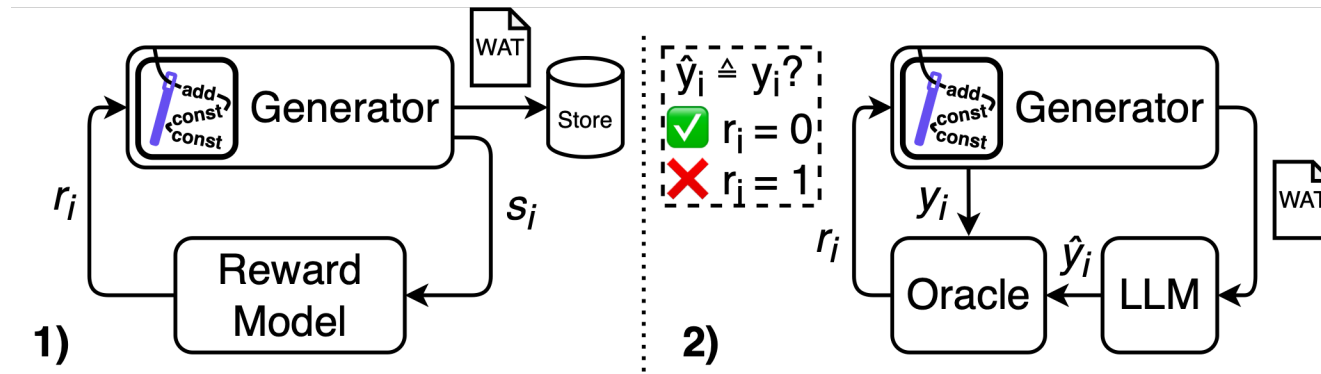 WAT
add
const
const
Generator
Store
r_i
s_i
Reward
Model
1)
ŷ_i ≜ y_i?
✅ r_i = 0
❌ r_i = 1
add
const
const
Generator
WAT
y_i
r_i
ŷ_i
Oracle
LLM
2)